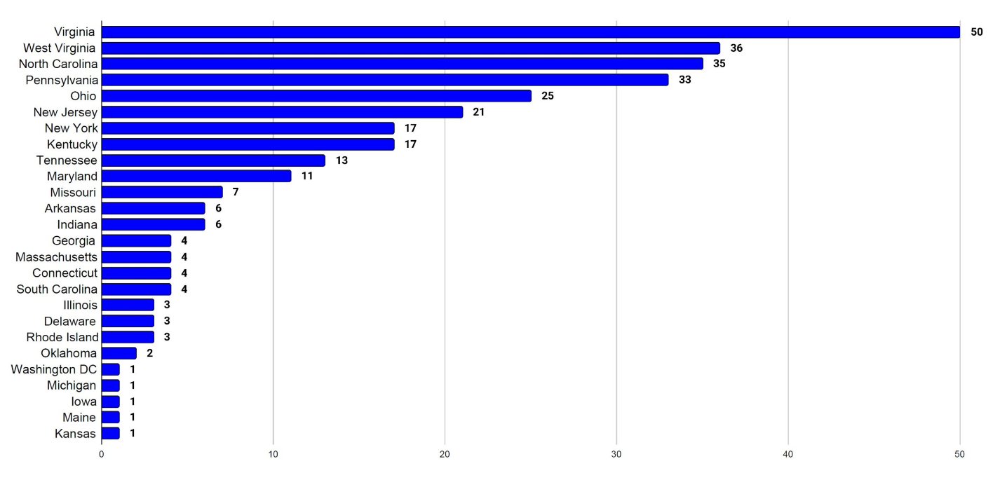 Virginia 50
West Virginia 36
North Carolina 35
Pennsylvania 33
Ohio 25
New Jersey 21
New York 17
Kentucky 17
Tennessee 13
Maryland 11
Missouri 7
Arkansas 6
Indiana 6
Georgia 4
Massachusetts 4
Connecticut 4
South Carolina 4
Illinois 3
Delaware 3
Rhode Island 3
Oklahoma 2
Washington DC 1
Michigan 1
Iowa 1
Maine 1
Kansas 1
0 10 20 30 40 50